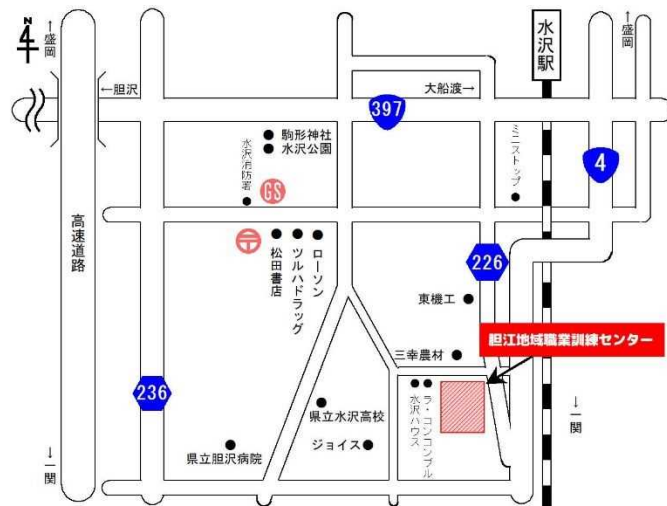 ↑盛岡
水沢駅
↑盛岡
←胆沢
大船渡→
397
4
駒形神社
水沢公園
水沢消防署
GS
ミニストップ
高速道路
〒
松田書店
ツルハドラッグ
ローソン
226
東機工
胆江地域職業訓練センター
三幸農材
236
県立水沢高校
水沢ハウス
ラ・コンコンブル
ジョイス
県立胆沢病院
↓一関
↓一関